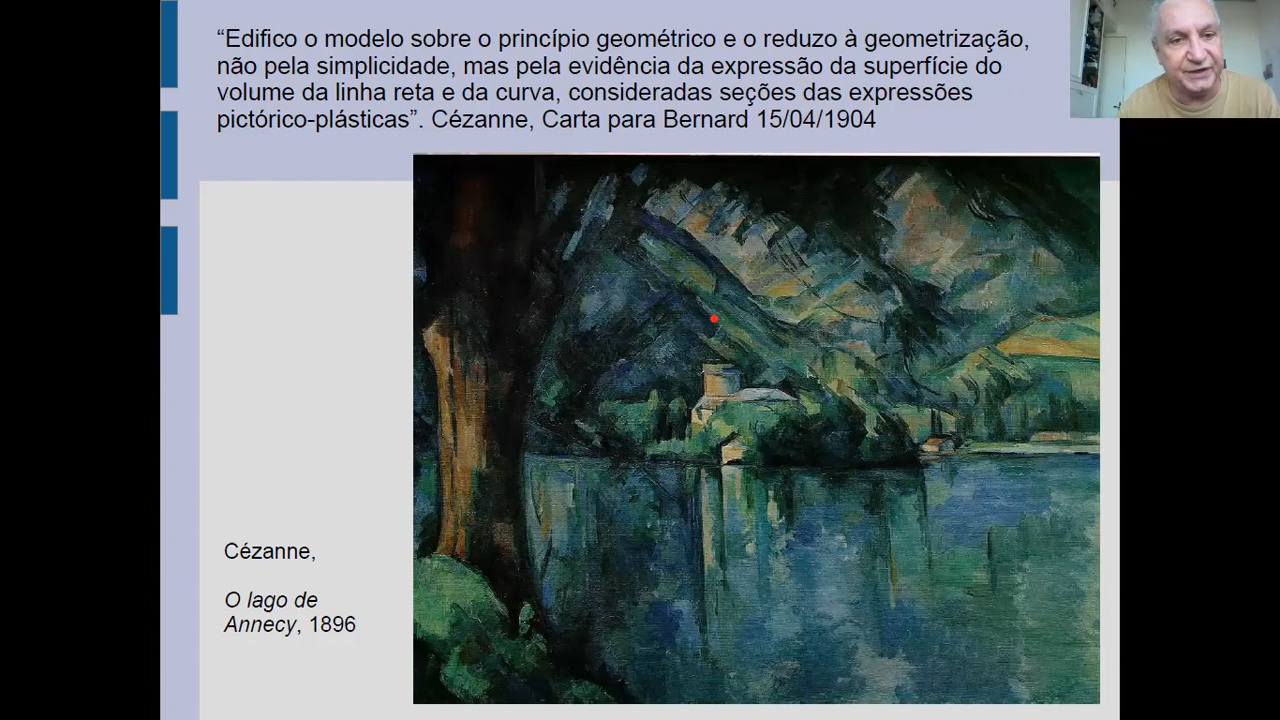 “Edifico o modelo sobre o princípio geométrico e o reduzo à geometrização,
não pela simplicidade, mas pela evidência da expressão da superfície do
volume da linha reta e da curva, consideradas seções das expressões
pictórico-plásticas”. Cézanne, Carta para Bernard 15/04/1904
Cézanne,
O lago de
Annecy, 1896